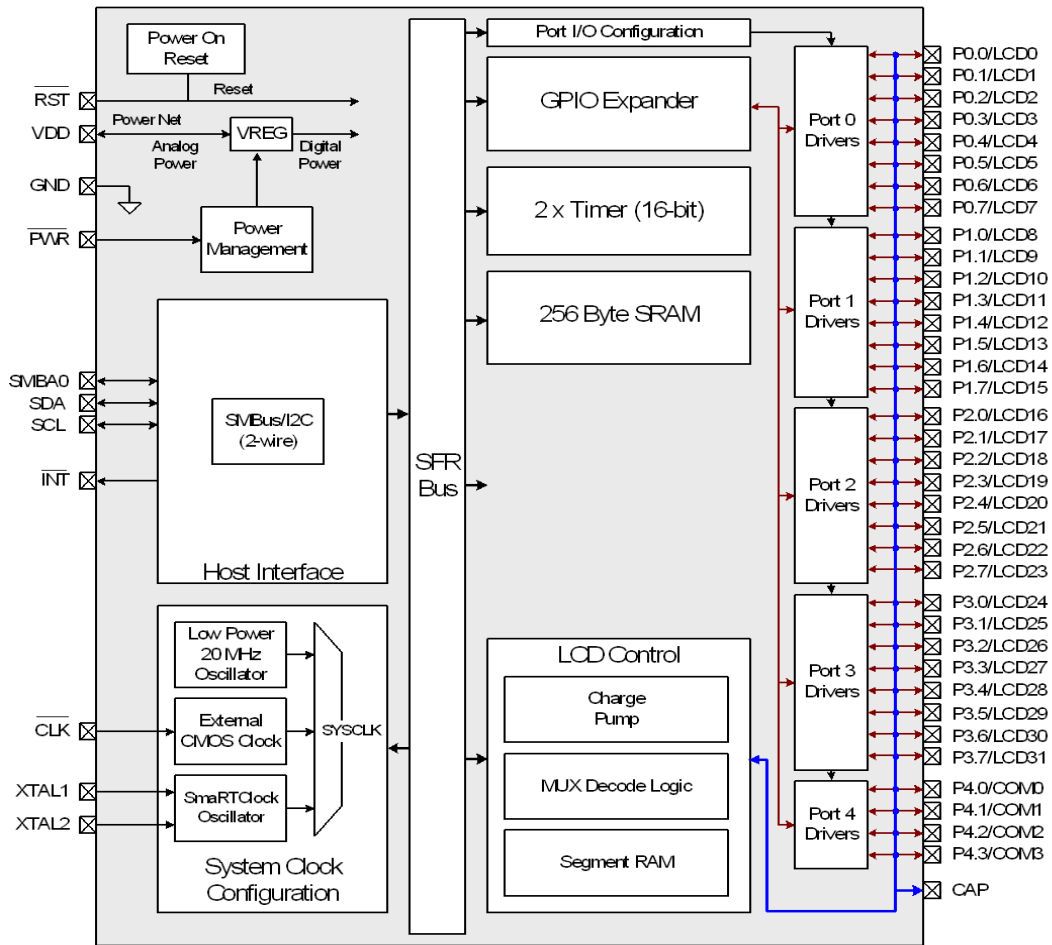 Power On
Reset
RST
Reset
VDD
Power Net
VREG
Analog
Power
Digital
Power
GND
PWR
Power
Management
SMBA0
SDA
SCL
INT
SMBus/I2C
(2-wire)
Host Interface
Low Power
20 MHz
Oscillator
CLK
External
CMOS Clock
SYSCLK
XTAL1
XTAL2
SmaRTClock
Oscillator
System Clock
Configuration
SFR
Bus
Port I/O Configuration
GPIO Expander
2 x Timer (16-bit)
256 Byte SRAM
LCD Control
Charge
Pump
MUX Decode Logic
Segment RAM
Port 0
Drivers
Port 1
Drivers
Port 2
Drivers
Port 3
Drivers
Port 4
Drivers
P0.0/LCD0
P0.1/LCD1
P0.2/LCD2
P0.3/LCD3
P0.4/LCD4
P0.5/LCD5
P0.6/LCD6
P0.7/LCD7
P1.0/LCD8
P1.1/LCD9
P1.2/LCD10
P1.3/LCD11
P1.4/LCD12
P1.5/LCD13
P1.6/LCD14
P1.7/LCD15
P2.0/LCD16
P2.1/LCD17
P2.2/LCD18
P2.3/LCD19
P2.4/LCD20
P2.5/LCD21
P2.6/LCD22
P2.7/LCD23
P3.0/LCD24
P3.1/LCD25
P3.2/LCD26
P3.3/LCD27
P3.4/LCD28
P3.5/LCD29
P3.6/LCD30
P3.7/LCD31
P4.0/COM0
P4.1/COM1
P4.2/COM2
P4.3/COM3
CAP